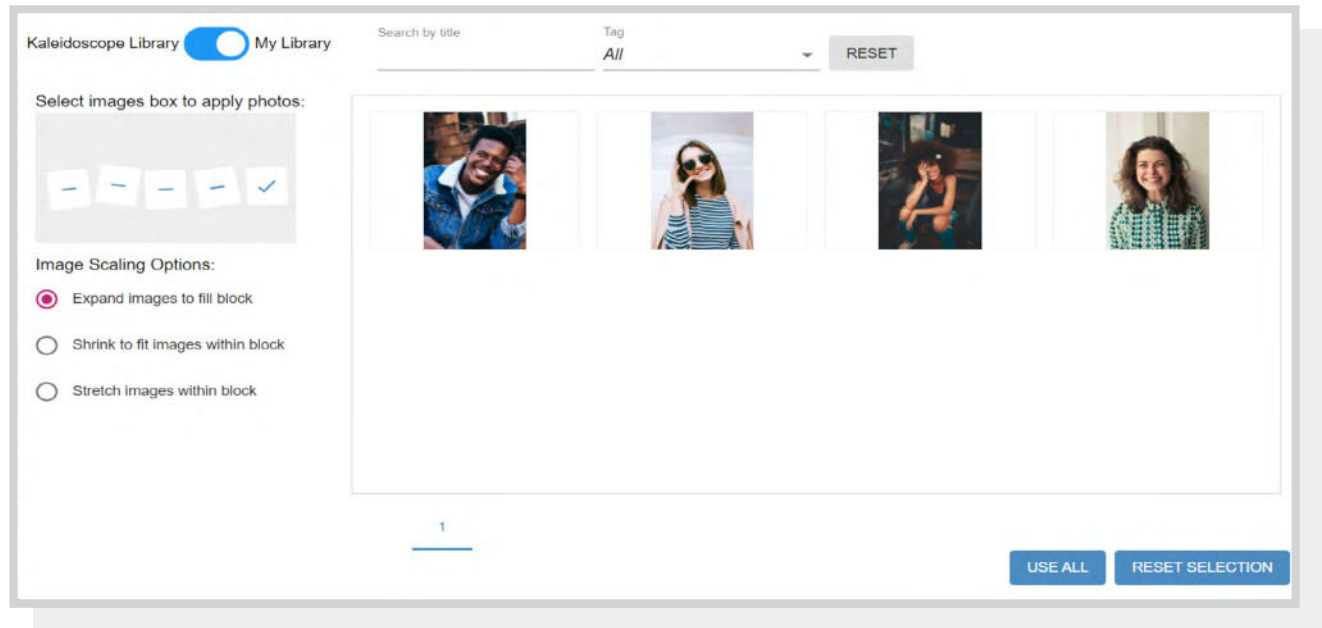 Kaleidoscope Library
My Library
Search by title
Tag
All
RESET
Select images box to apply photos:
Image Scaling Options:
Expand images to fill block
Shrink to fit images within block
Stretch images within block
1
USE ALL
RESET SELECTION